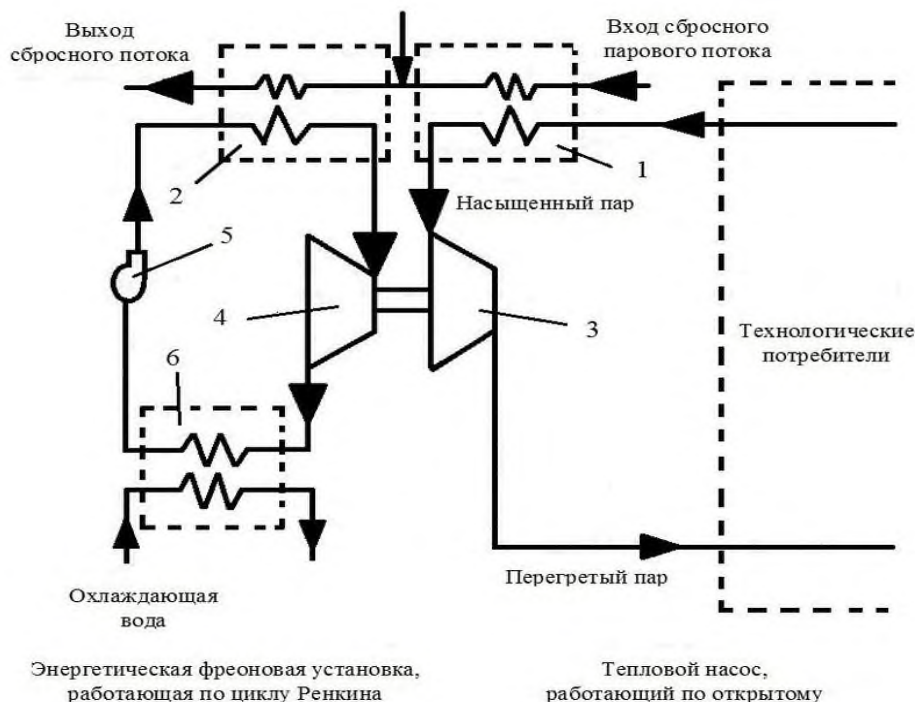 Выход
сбросного потока
Вход сбросного
парового потока
2
1
Насыщенный пар
5
4
3
Технологические
потребители
6
Перегретый пар
Охлаждающая
вода
Энергетическая фреоновая установка,
работающая по циклу Ренкина
Тепловой насос,
работающий по открытому